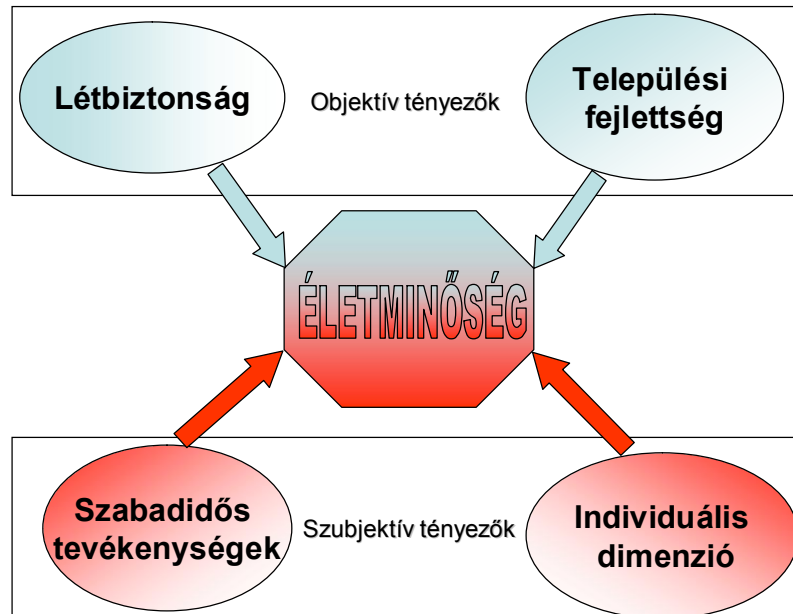 Létbiztonság
Objektív tényezők
Települési
fejlettség
ÉLETMINŐSÉG
Szabadidős
tevékenységek
Szubjektív tényezők
Individuális
dimenzió